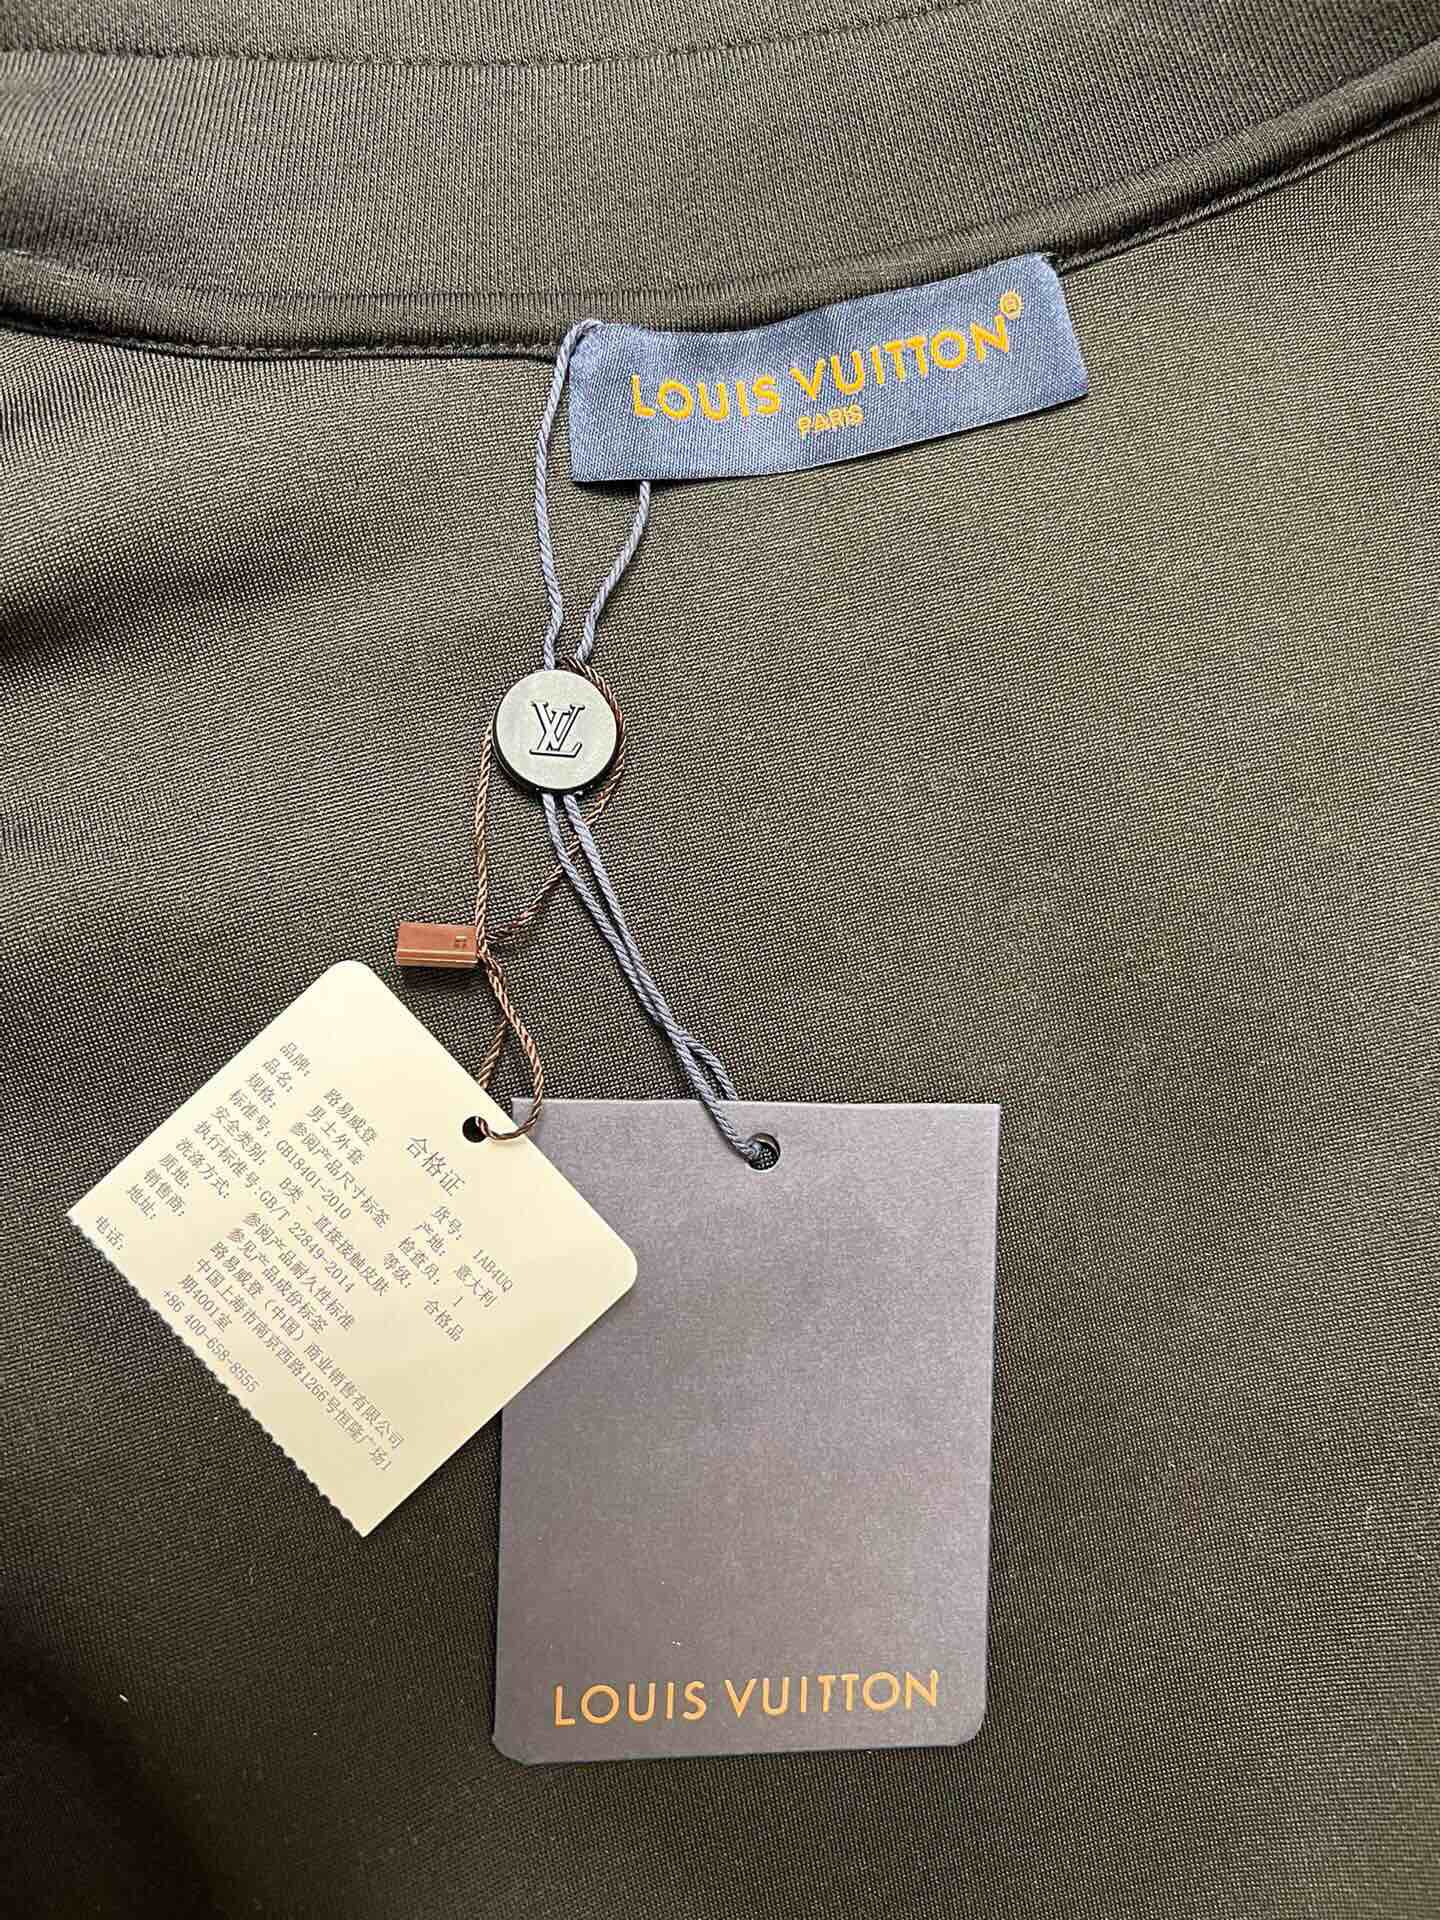 LOUIS VUITTON®
PARIS
LV
合格证
品牌： 路易威登
品名： 男士外套
规格： 参阅产品尺寸标签
标准号： GB18401-2010
安全类别： B类 - 直接接触皮肤
执行标准号：GB/T 22849-2014
洗涤方式： 参阅产品耐久性标准
质地： 参见产品成份标签
销售商： 路易威登（中国）商业销售有限公司
地址： 中国上海市南京西路1266号恒隆广场1
期4001室
电话： +86 400-658-8555
货号： 1AB4UQ
产地： 意大利
检查员： 1
等级： 合格品
LOUIS VUITTON